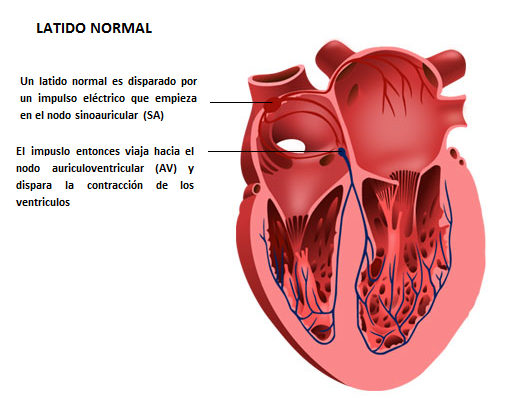 LATIDO NORMAL
Un latido normal es disparado por
un impulso eléctrico que empieza
en el nodo sinoauricular (SA)
El impuslo entonces viaja hacia el
nodo auriculoventricular (AV) y
dispara la contracción de los
ventriculos